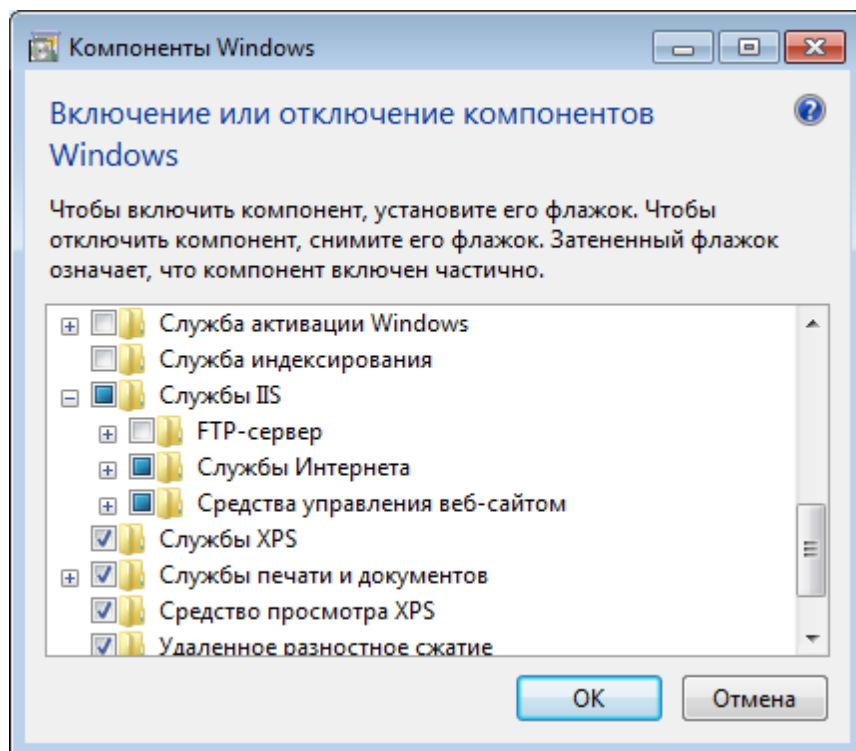 Компоненты Windows
Включение или отключение компонентов
Windows
Чтобы включить компонент, установите его флажок. Чтобы
отключить компонент, снимите его флажок. Затененный флажок
означает, что компонент включен частично.
Служба активации Windows
Служба индексирования
Службы IIS
FTP-сервер
Службы Интернета
Средства управления веб-сайтом
Службы XPS
Службы печати и документов
Средство просмотра XPS
Удаленное разностное сжатие
ОК
Отмена